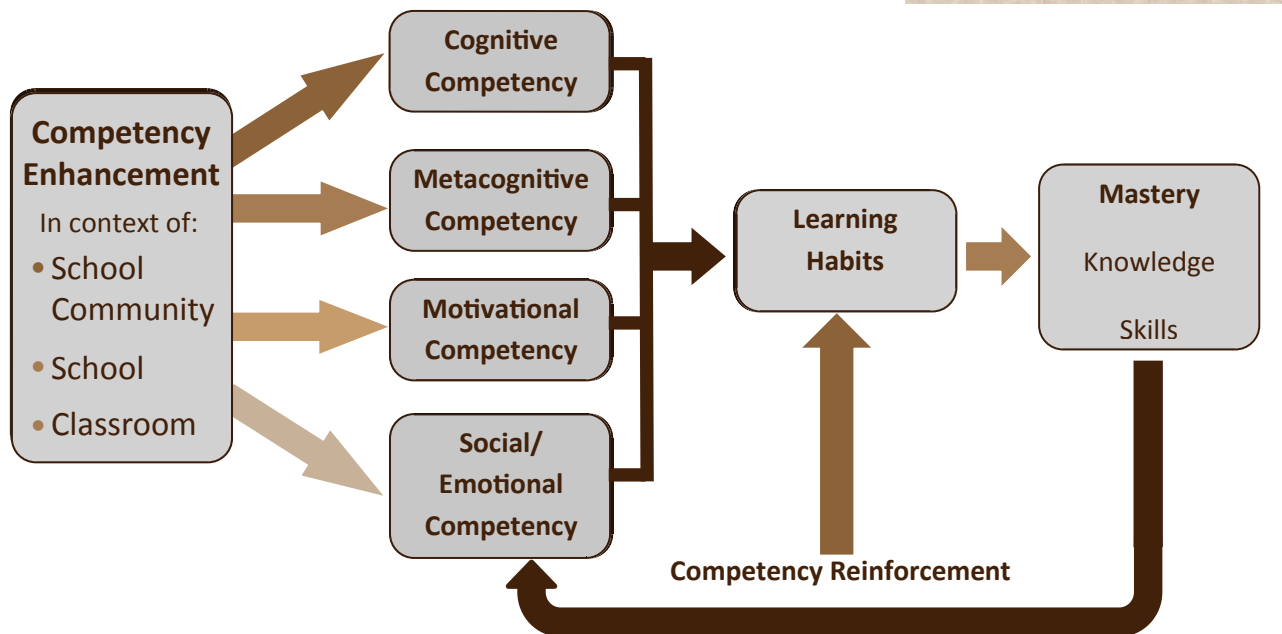 Competency
Enhancement
In context of:
• School
Community
• School
• Classroom
Cognitive
Competency
Metacognitive
Competency
Motivational
Competency
Social/
Emotional
Competency
Learning
Habits
Competency Reinforcement
Mastery
Knowledge
Skills